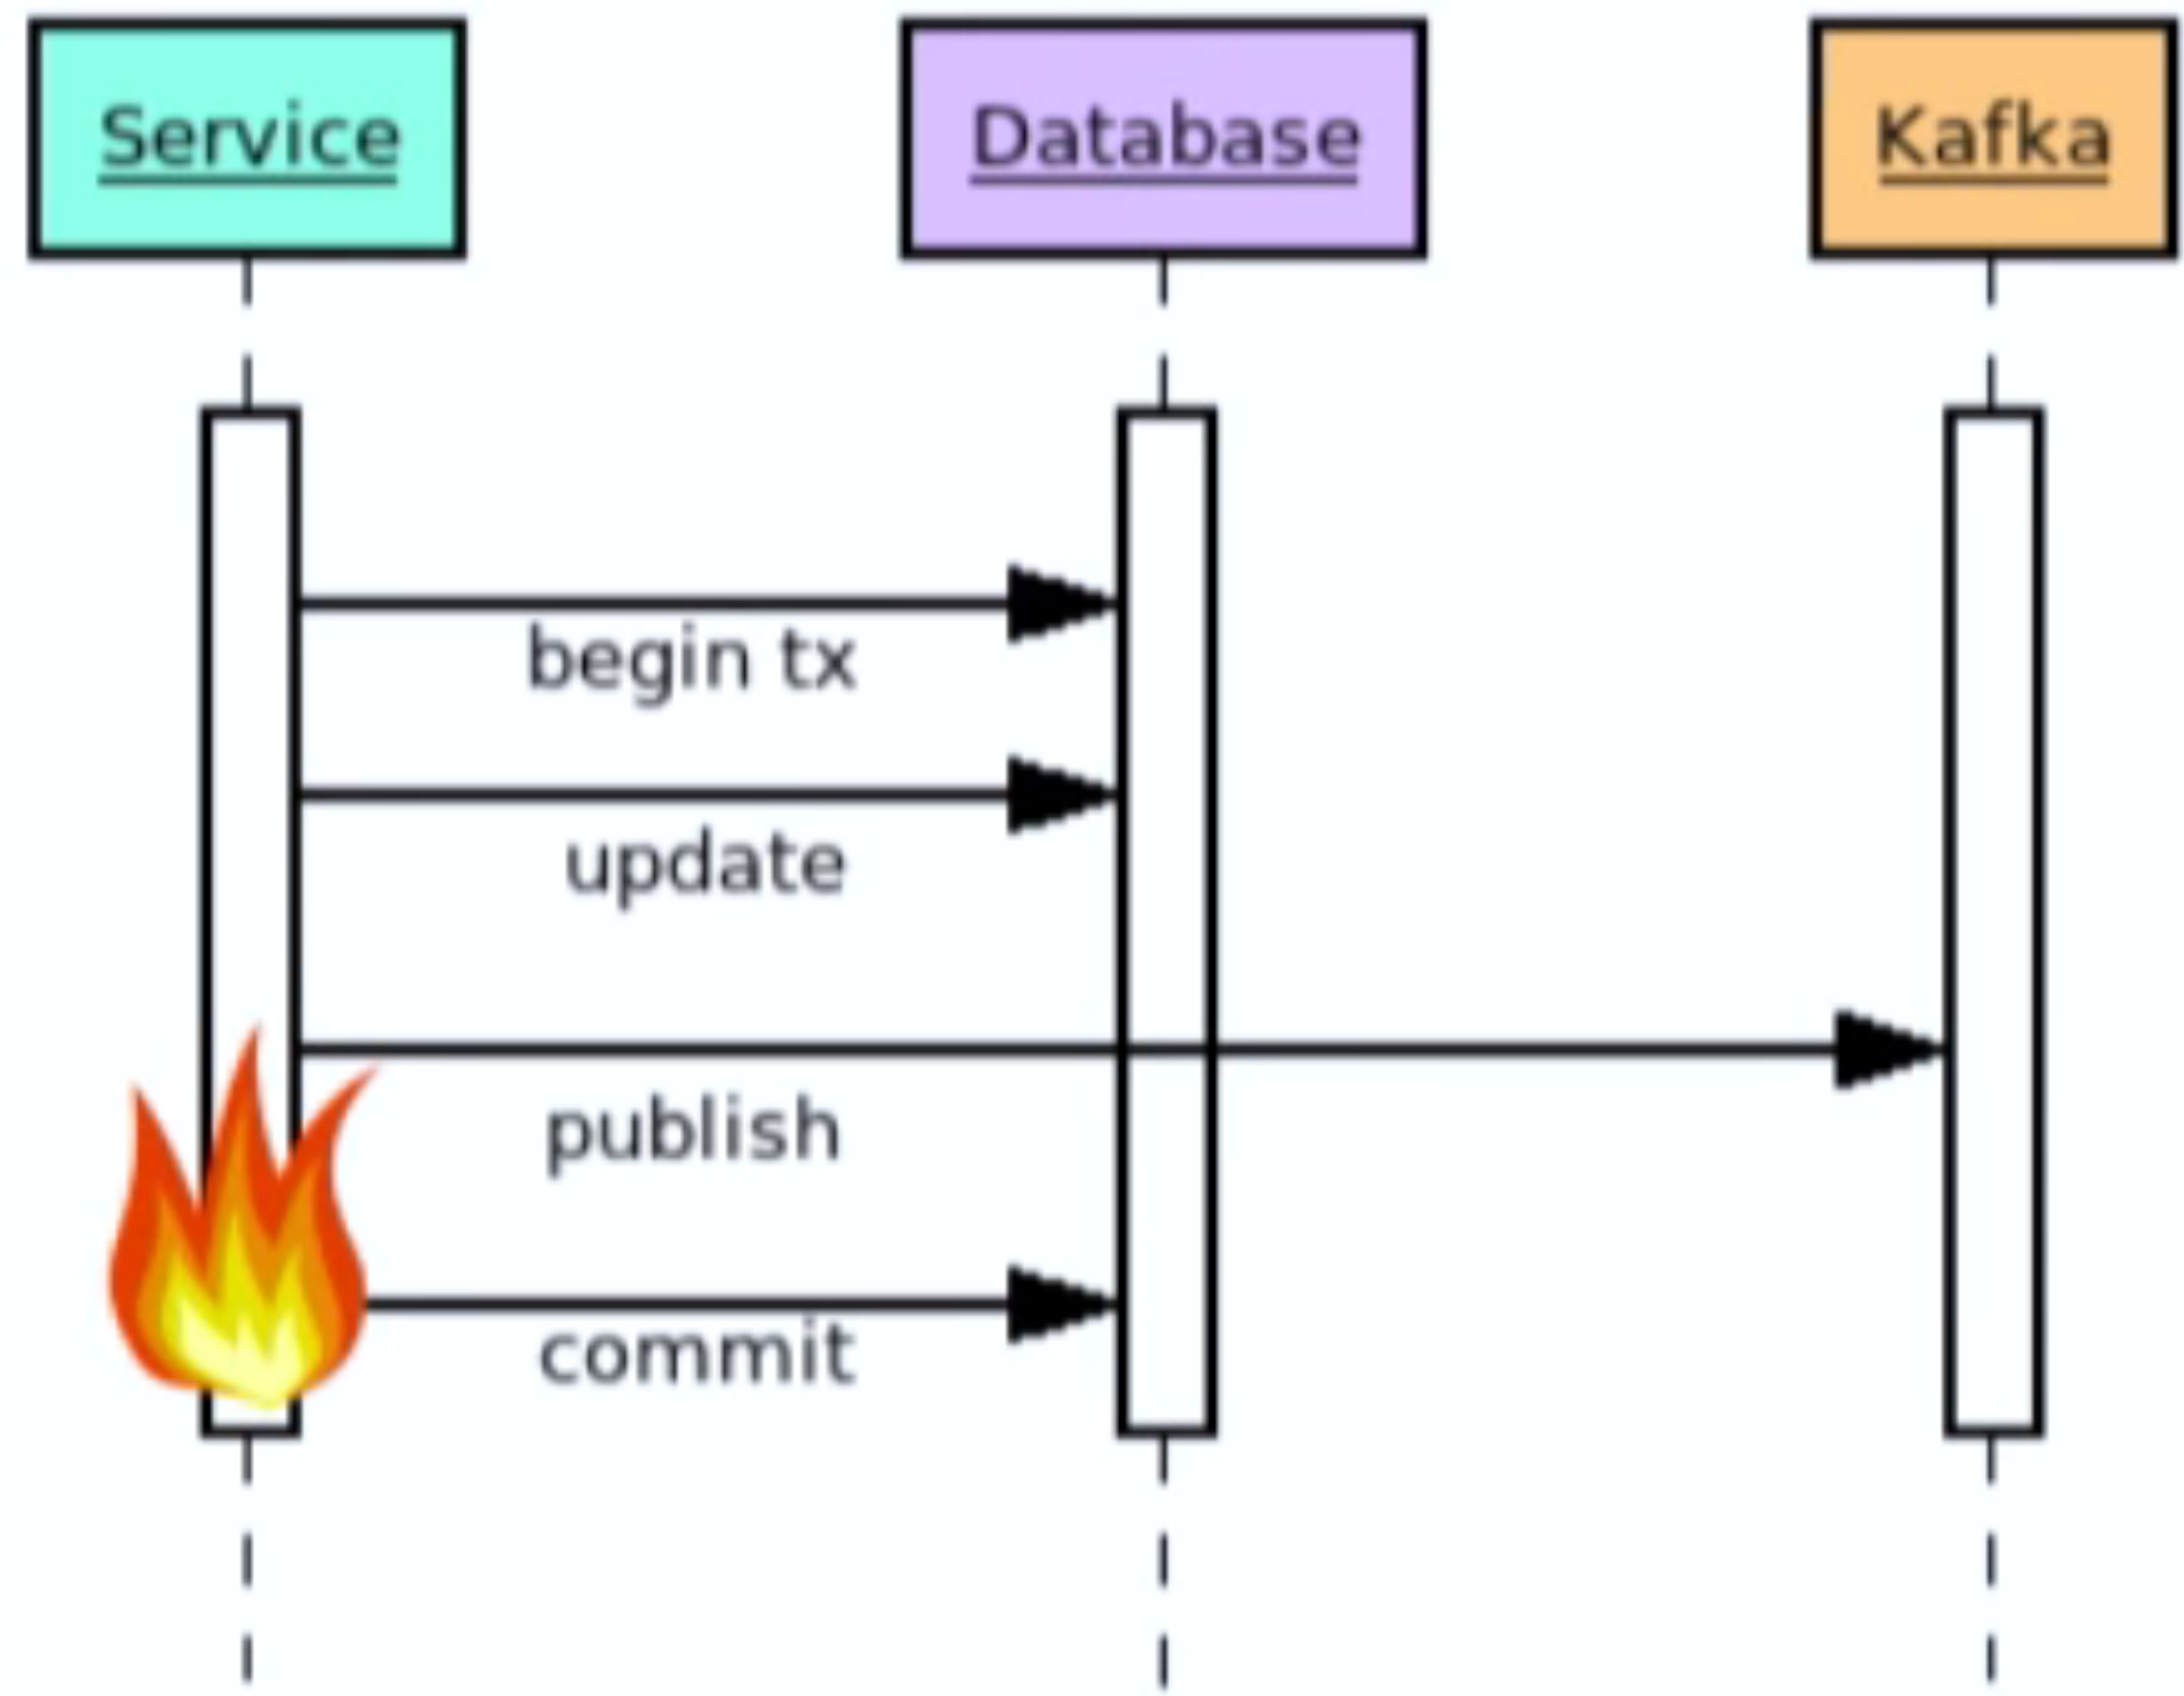 Service
Database
Kafka
begin tx
update
publish
commit